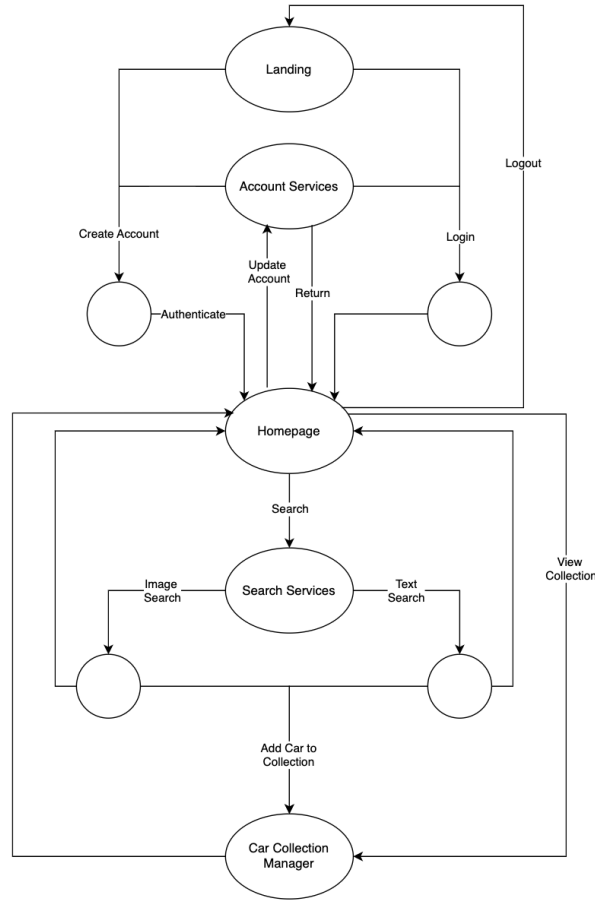 Landing
Logout
Account Services
Create Account
Login
Update
Account
Return
Authenticate
Homepage
Search
View
Collection
Image
Search
Search Services
Text
Search
Add Car to
Collection
Car Collection
Manager